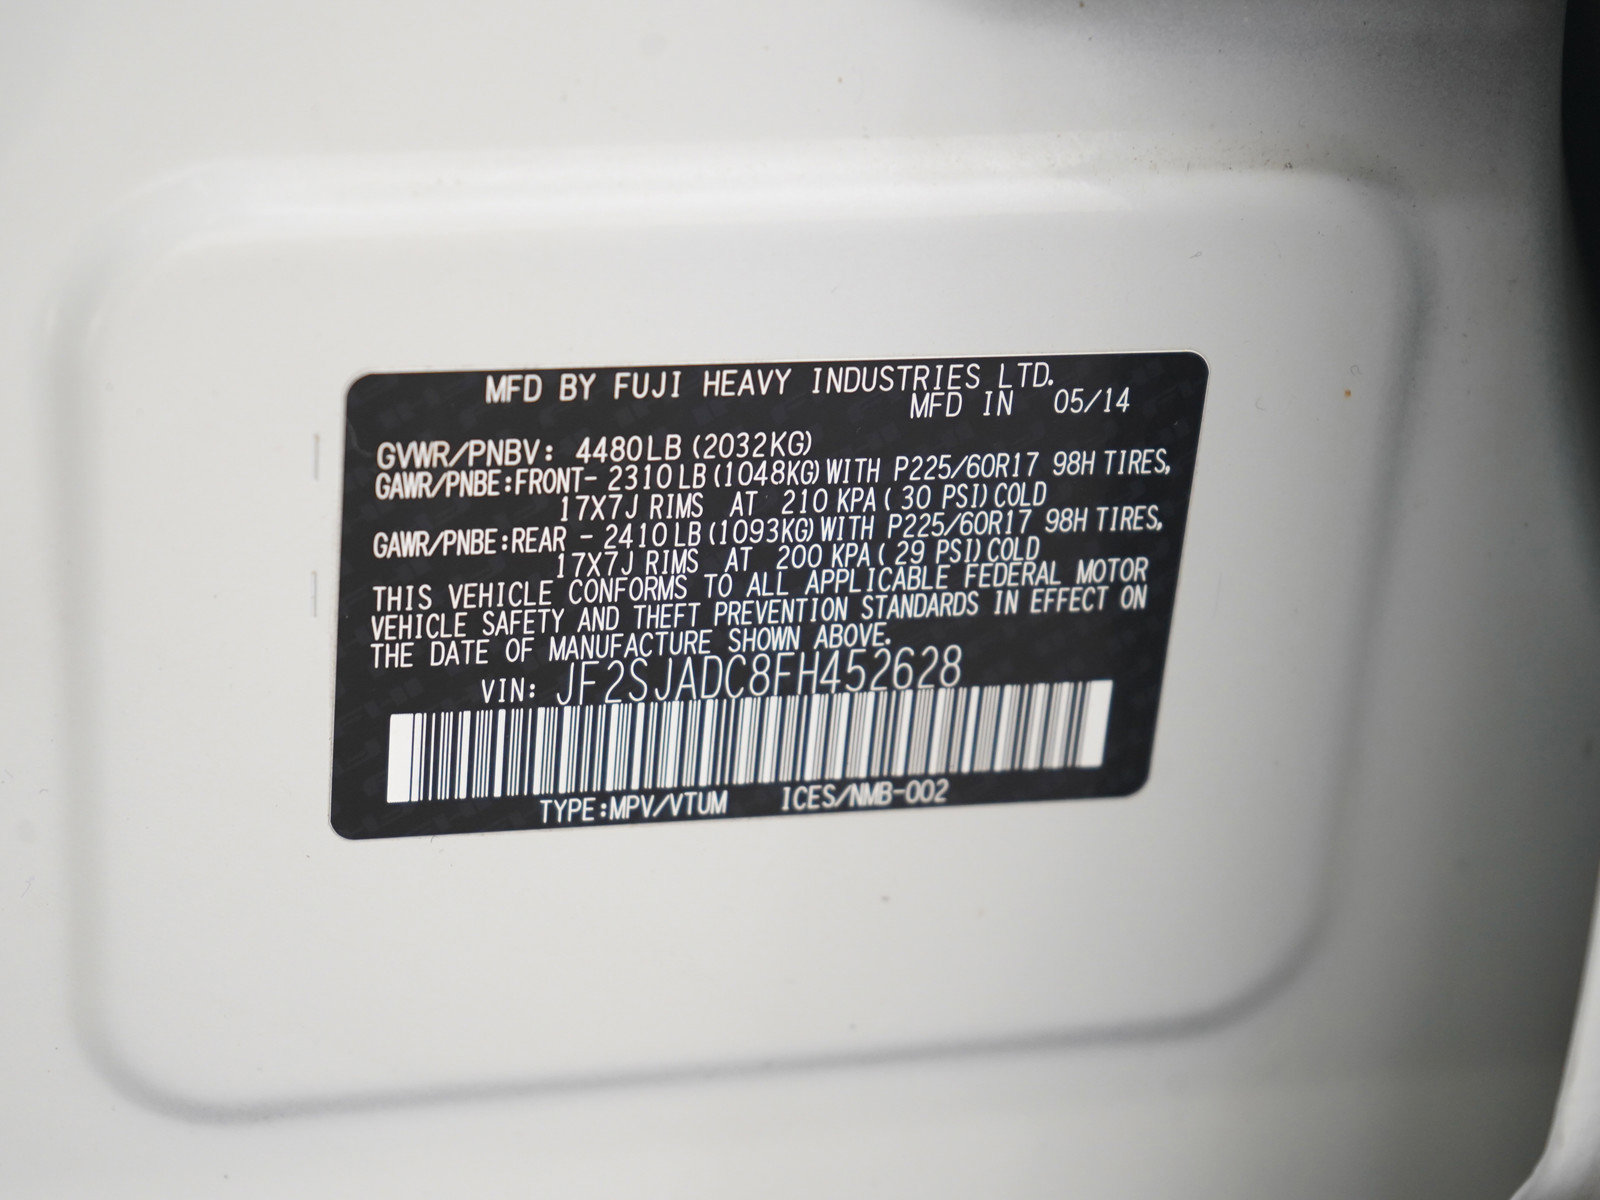 MFD BY FUJI HEAVY INDUSTRIES LTD.
MFD IN 05/14
GVWR/PNBV: 4480LB (2032KG)
GAWR/PNBE:FRONT- 2310LB (1048KG) WITH P225/60R17 98H TIRES,
17X7J RIMS AT 210 KPA ( 30 PSI) COLD
GAWR/PNBE:REAR - 2410LB (1093KG) WITH P225/60R17 98H TIRES,
17X7J RIMS AT 200 KPA ( 29 PSI) COLD
THIS VEHICLE CONFORMS TO ALL APPLICABLE FEDERAL MOTOR
VEHICLE SAFETY AND THEFT PREVENTION STANDARDS IN EFFECT ON
THE DATE OF MANUFACTURE SHOWN ABOVE.
VIN: JF2SJADC8FH452628
TYPE:MPV/VTUM ICES/NMB-002